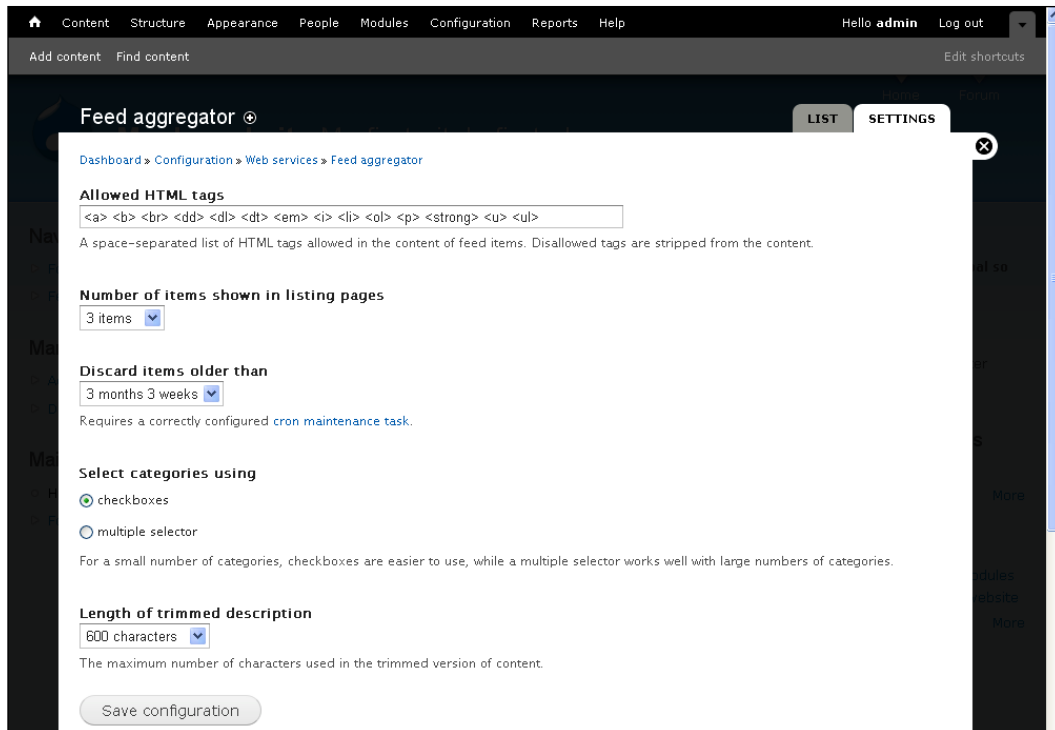 Content Structure Appearance People Modules Configuration Reports Help Hello admin Log out
Add content Find content Edit shortcuts
Home Forum
Feed aggregator LIST SETTINGS
Dashboard » Configuration » Web services » Feed aggregator
Allowed HTML tags
<a> <b> <br> <dd> <dl> <dt> <em> <i> <li> <ol> <p> <strong> <u> <ul>
A space-separated list of HTML tags allowed in the content of feed items. Disallowed tags are stripped from the content.
Number of items shown in listing pages
3 items
Discard items older than
3 months 3 weeks
Requires a correctly configured cron maintenance task.
Select categories using
checkboxes
More
multiple selector
For a small number of categories, checkboxes are easier to use, while a multiple selector works well with large numbers of categories.
Length of trimmed description
More
600 characters
The maximum number of characters used in the trimmed version of content.
Save configuration